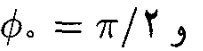 φ₀ = π/۲ و